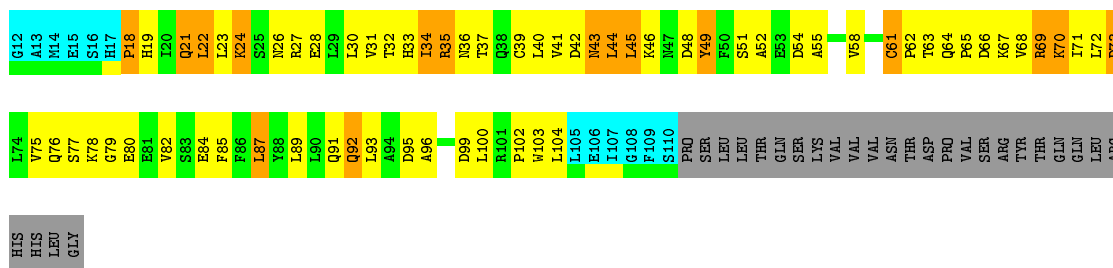 G12 A13 M14 E15 S16 H17 P18 H19 I20 Q21 L22 L23 K24 S25 N26 R27 E28 L29 L30 V31 T32 H33 I34 R35 N36 T37 Q38 C39 L40 V41 D42 N43 L44 L45 K46 N47 D48 Y49 F50 S51 A52 E53 D54 A55 V58 C61 P62 T63 Q64 P65 D66 K67 V68 R69 K70 I71 L72
L74 V75 Q76 S77 K78 G79 E80 E81 V82 S83 E84 F85 F86 L87 Y88 L89 L90 Q91 Q92 L93 A94 D95 A96 D99 L100 R101 P102 W103 L104 L105 E106 I107 G108 F109 S110 PRO SER LEU LEU THR GLN SER LYS VAL VAL VAL ASN THR ASP PRO VAL SER ARG TYR THR GLN GLN LEU
HIS HIS LEU GLY